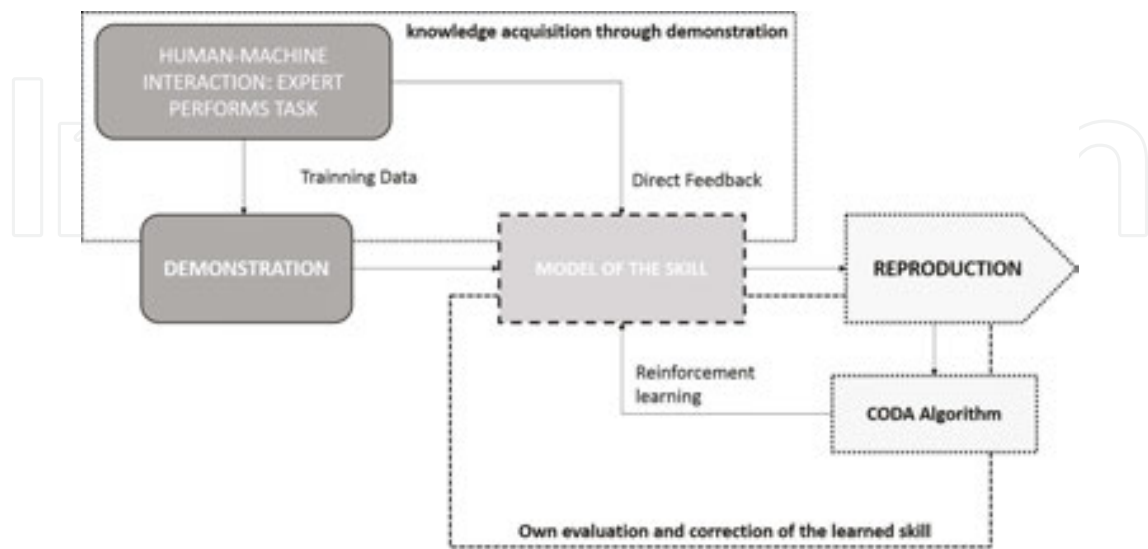 knowledge acquisition through demonstration
HUMAN-MACHINE
INTERACTION: EXPERT
PERFORMS TASK
Trainning Data
Direct Feedback
DEMONSTRATION
MODEL OF THE SKILL
REPRODUCTION
Reinforcement
learning
CODA Algorithm
Own evaluation and correction of the learned skill